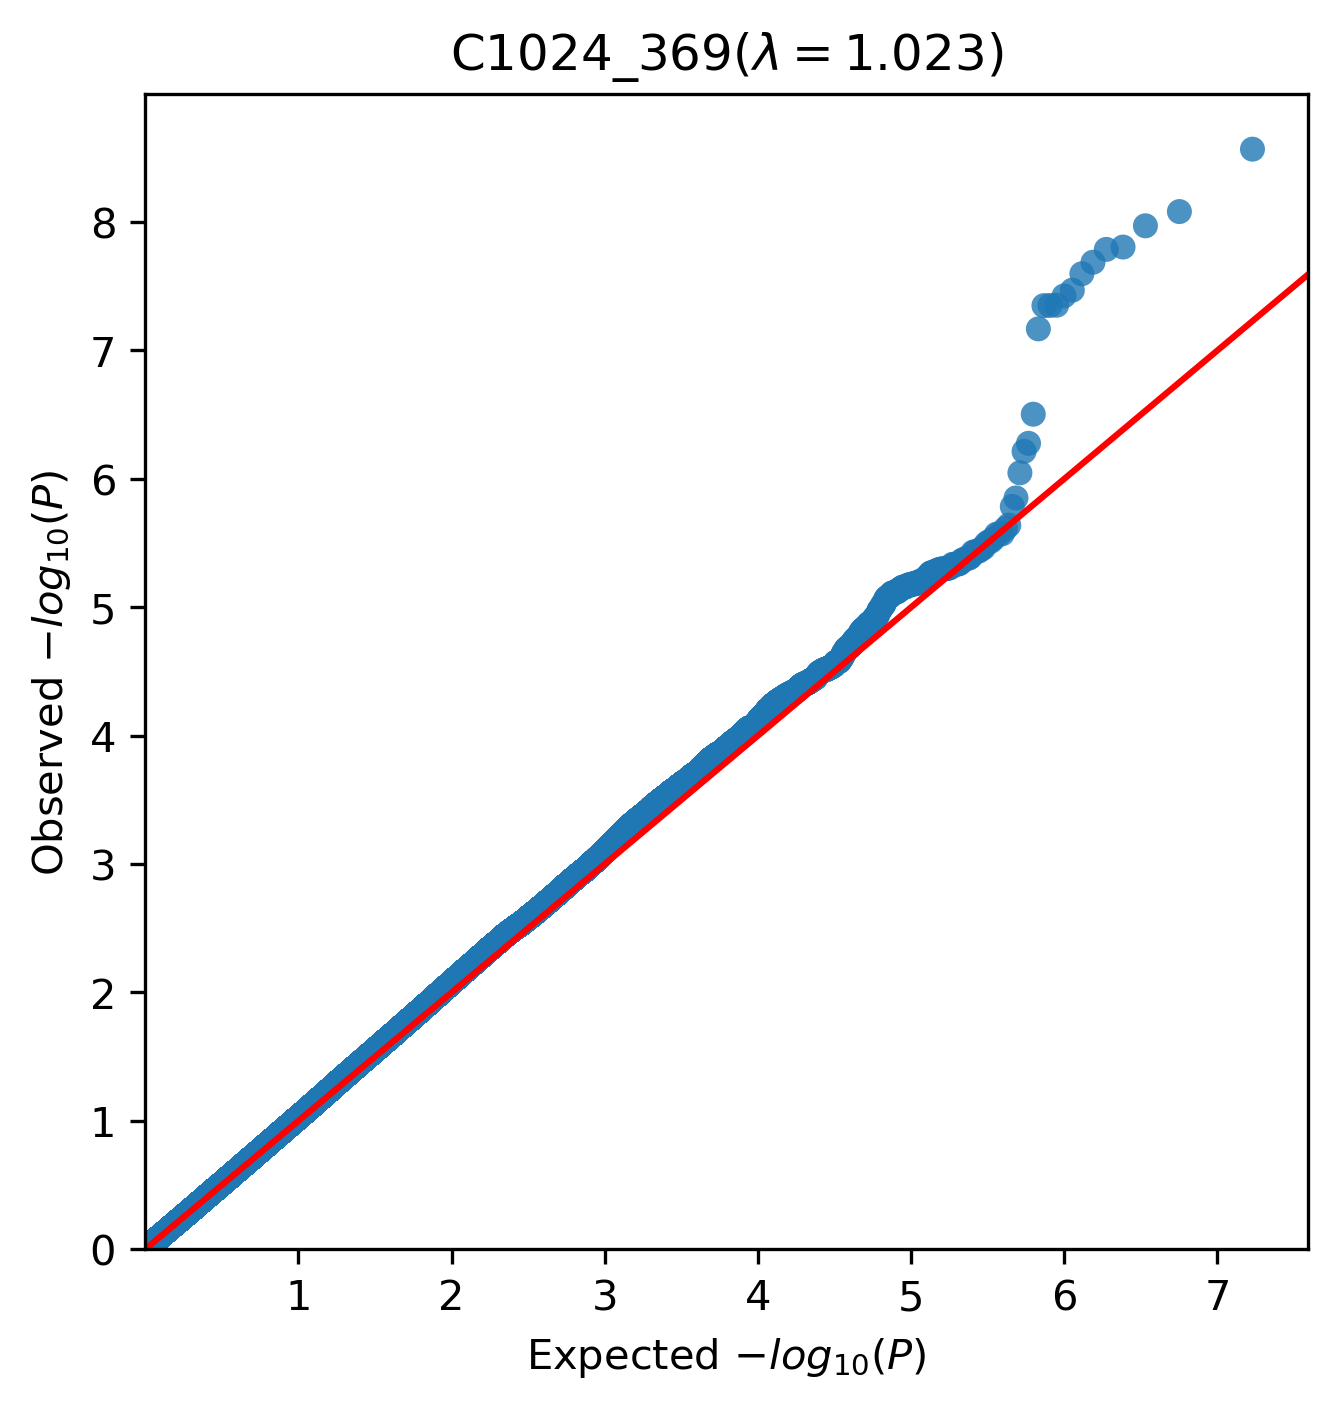 C1024_369(λ = 1.023)
8
7
6
5
4
3
2
1
0
Observed −log₁₀(P)
1 2 3 4 5 6 7
Expected −log₁₀(P)